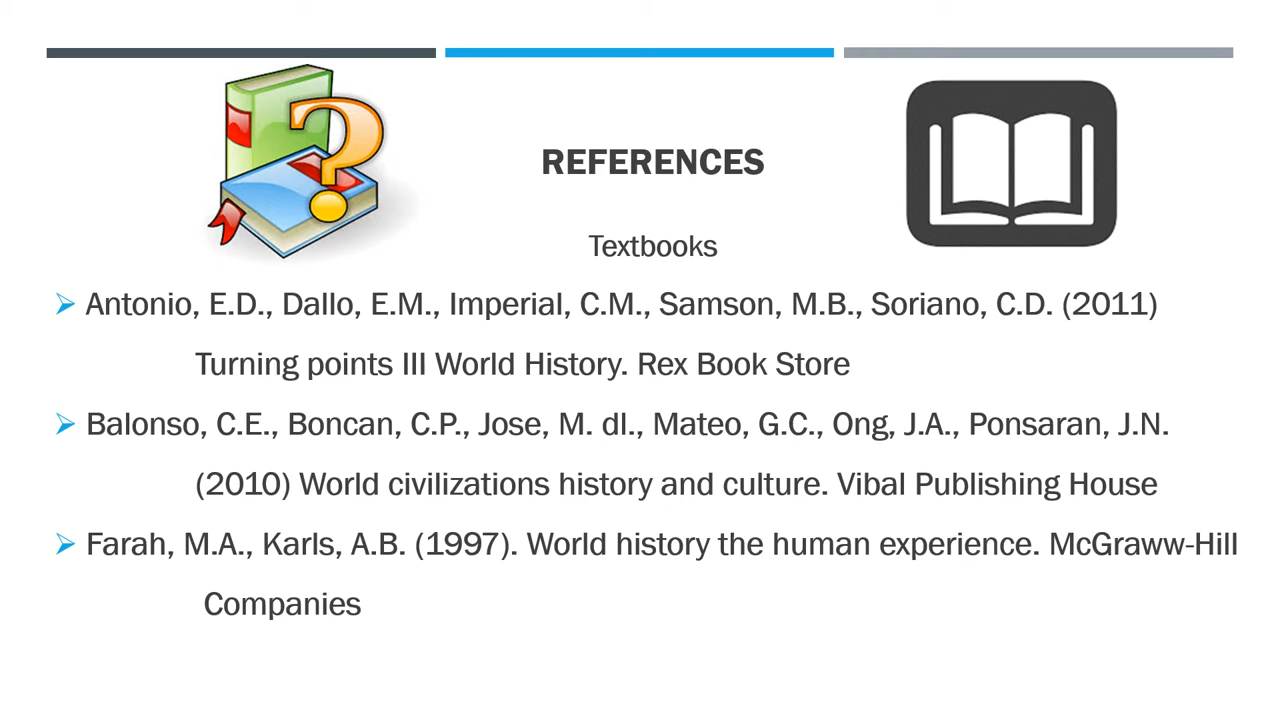 REFERENCES
Textbooks
Antonio, E.D., Dallo, E.M., Imperial, C.M., Samson, M.B., Soriano, C.D. (2011)
Turning points III World History. Rex Book Store
Balonso, C.E., Boncan, C.P., Jose, M. dl., Mateo, G.C., Ong, J.A., Ponsaran, J.N.
(2010) World civilizations history and culture. Vibal Publishing House
Farah, M.A., Karls, A.B. (1997). World history the human experience. McGraww-Hill
Companies